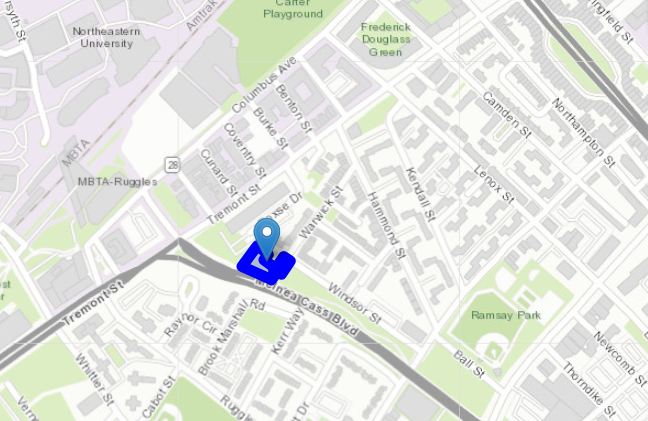 Carter
Playground
Amtrak
Northeastern
University
Frederick
Douglass
Green
Columbus Ave
Benton St
Burke St
Coventry St
Cunard St
Camden St
Northampton St
MBTA
28
MBTA-Ruggles
Tremont St
Lenox St
Kendall St
Hammond St
Warwick St
Windsor St
Cass Blvd
Tremont St
Raynor Cir
Brook Marshall Rd
Kerr Way
Ramsay Park
Ball St
Newcomb St
Thorndike St
Whittier St
Cabot St